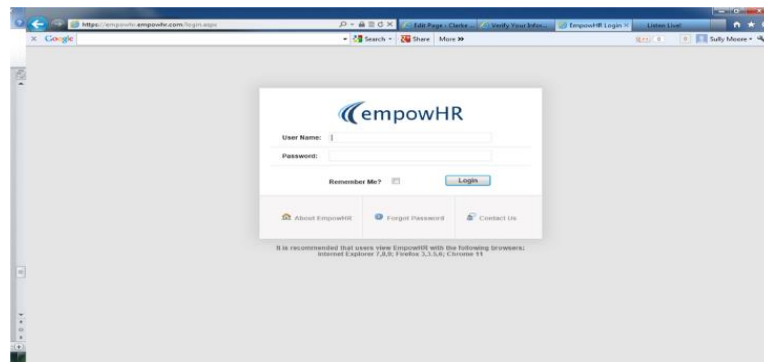 https://empowhr.empowhr.com/login.aspx
Edit Page - Clarke ...
Verify Your Infor...
EmpowHR Login
Listen Live!
Google
Search
Share
More »
Sully Moore
empowHR
User Name:
Password:
Remember Me?
Login
About EmpowHR
Forgot Password
Contact Us
It is recommended that users view EmpowHR with the following browsers:
Internet Explorer 7,8,9; Firefox 3,3.5,6; Chrome 11